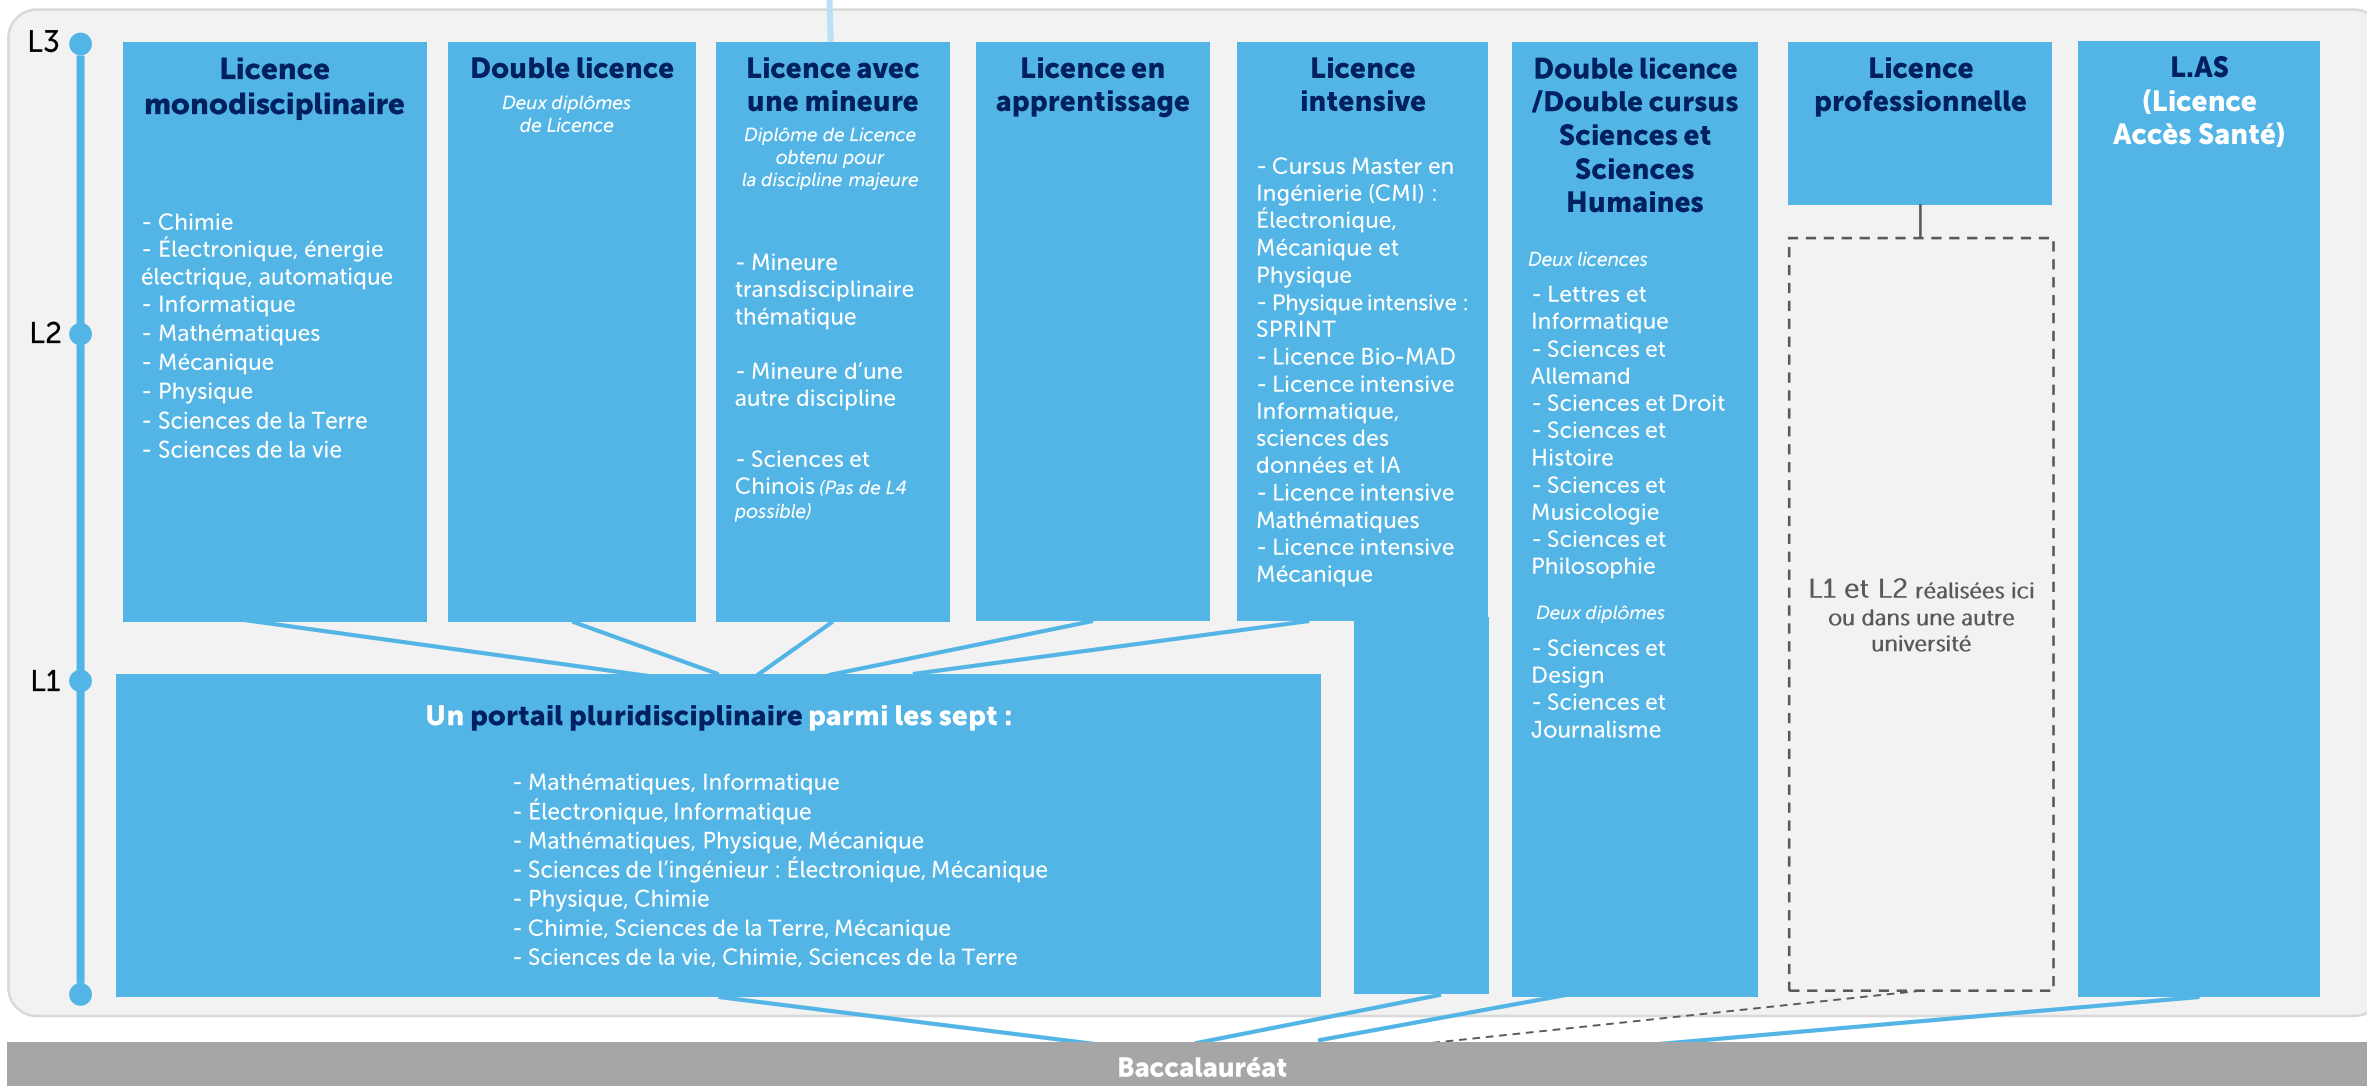 L3
L2
L1
Licence
monodisciplinaire
- Chimie
- Électronique, énergie
électrique, automatique
- Informatique
- Mathématiques
- Mécanique
- Physique
- Sciences de la Terre
- Sciences de la vie
Double licence
Deux diplômes
de Licence
Licence avec
une mineure
Diplôme de Licence
obtenu pour
la discipline majeure
- Mineure
transdisciplinaire
thématique
- Mineure d’une
autre discipline
- Sciences et
Chinois (Pas de L4
possible)
Licence en
apprentissage
Licence
intensive
- Cursus Master en
Ingénierie (CMI) :
Électronique,
Mécanique et
Physique
- Physique intensive :
SPRINT
- Licence Bio-MAD
- Licence intensive
Informatique,
sciences des
données et IA
- Licence intensive
Mathématiques
- Licence intensive
Mécanique
Double licence
/Double cursus
Sciences et
Sciences
Humaines
Deux licences
- Lettres et
Informatique
- Sciences et
Allemand
- Sciences et Droit
- Sciences et
Histoire
- Sciences et
Musicologie
- Sciences et
Philosophie
Deux diplômes
- Sciences et
Design
- Sciences et
Journalisme
Licence
professionnelle
L1 et L2 réalisées ici
ou dans une autre
université
L.AS
(Licence
Accès Santé)
Un portail pluridisciplinaire parmi les sept :
- Mathématiques, Informatique
- Électronique, Informatique
- Mathématiques, Physique, Mécanique
- Sciences de l’ingénieur : Électronique, Mécanique
- Physique, Chimie
- Chimie, Sciences de la Terre, Mécanique
- Sciences de la vie, Chimie, Sciences de la Terre
Baccalauréat